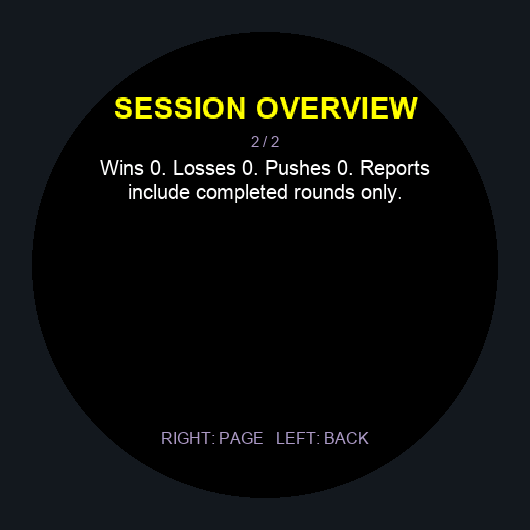 SESSION OVERVIEW
2 / 2
Wins 0. Losses 0. Pushes 0. Reports
include completed rounds only.
RIGHT: PAGE LEFT: BACK